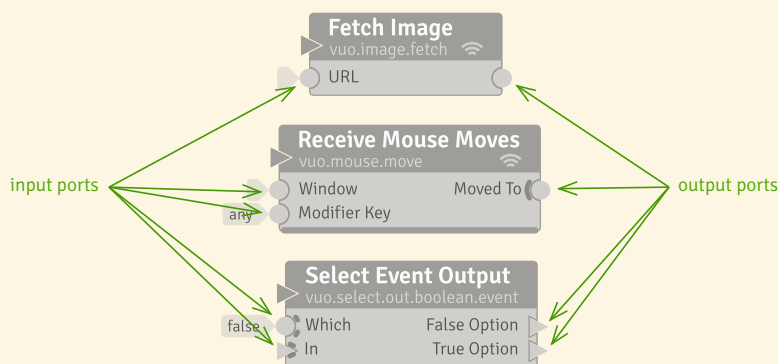 Fetch Image
vuo.image.fetch
URL
Receive Mouse Moves
vuo.mouse.move
input ports
output ports
Window
Moved To
any
Modifier Key
Select Event Output
vuo.select.out.boolean.event
false
Which
False Option
In
True Option